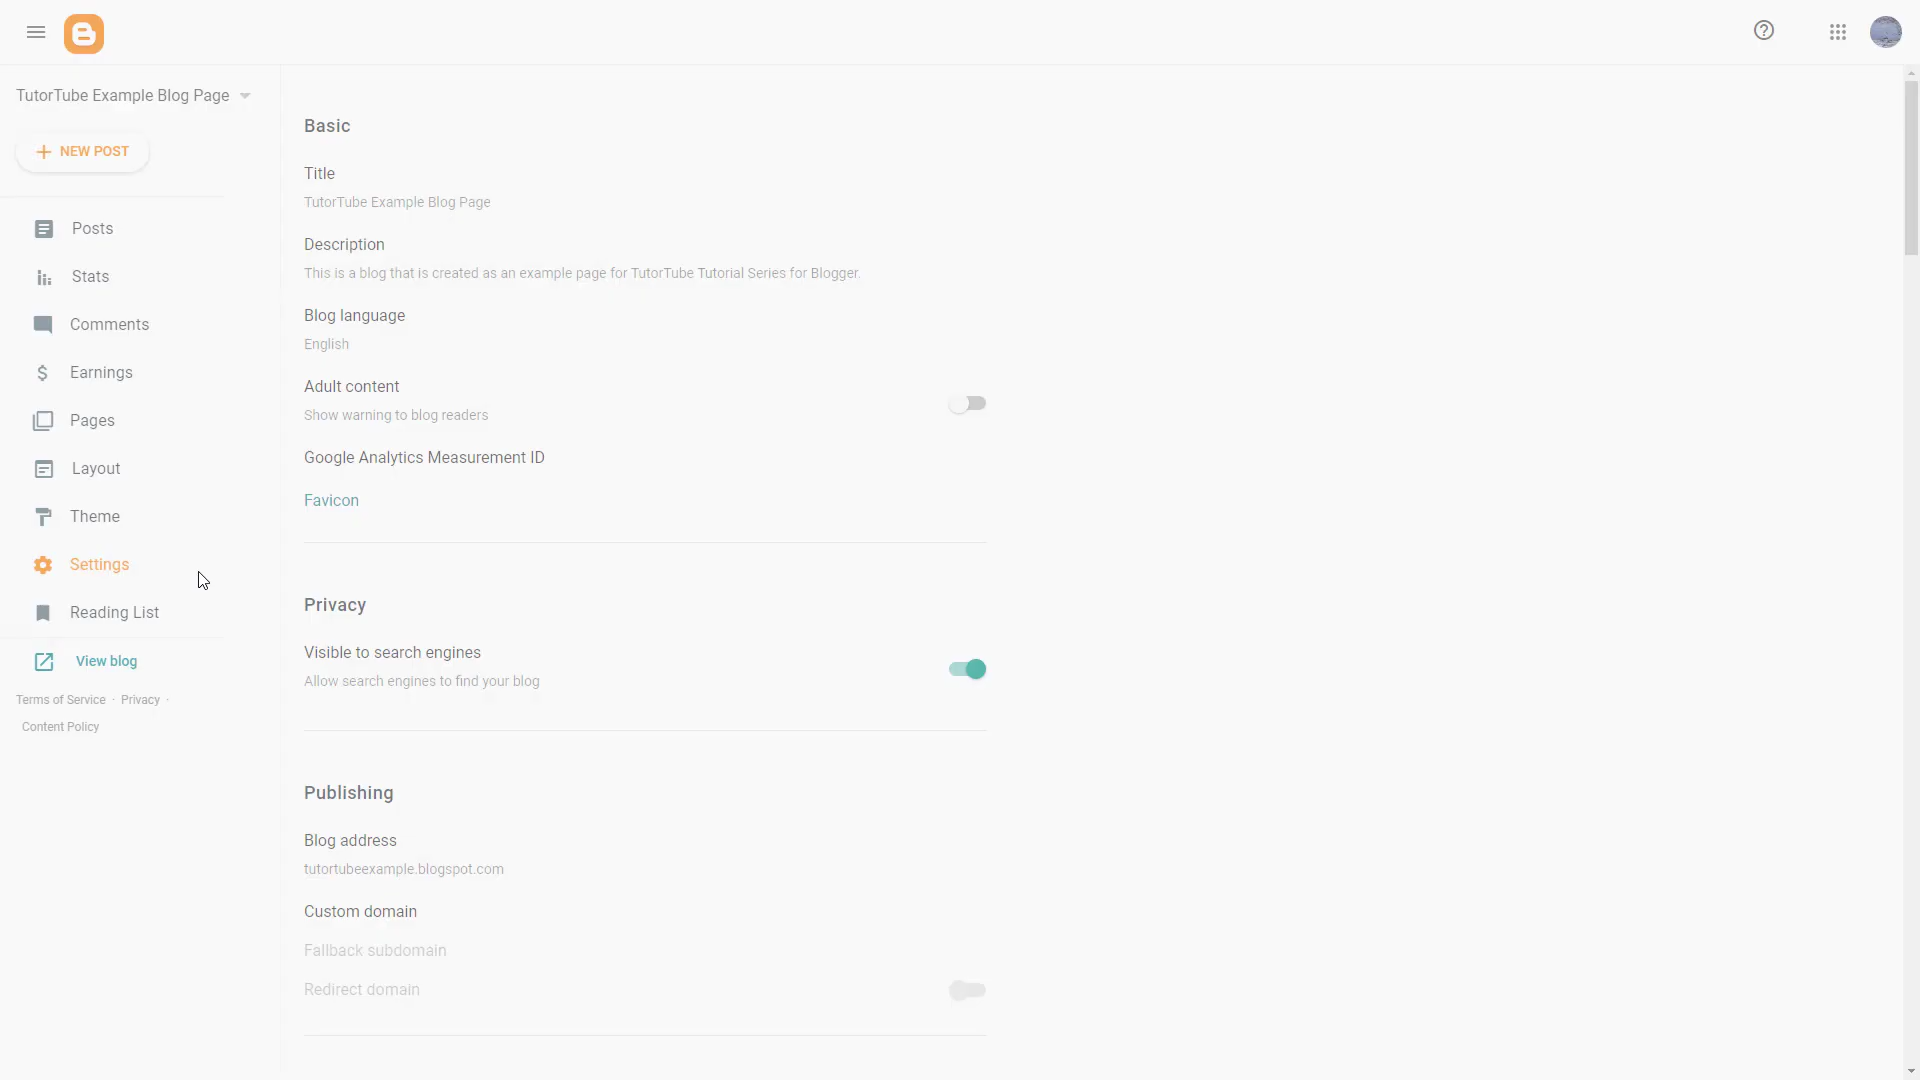 TutorTube Example Blog Page
NEW POST
Posts
Stats
Comments
Earnings
Pages
Layout
Theme
Settings
Reading List
View blog
Terms of Service · Privacy ·
Content Policy
Basic
Title
TutorTube Example Blog Page
Description
This is a blog that is created as an example page for TutorTube Tutorial Series for Blogger.
Blog language
English
Adult content
Show warning to blog readers
Google Analytics Measurement ID
Favicon
Privacy
Visible to search engines
Allow search engines to find your blog
Publishing
Blog address
tutortubeexample.blogspot.com
Custom domain
Fallback subdomain
Redirect domain